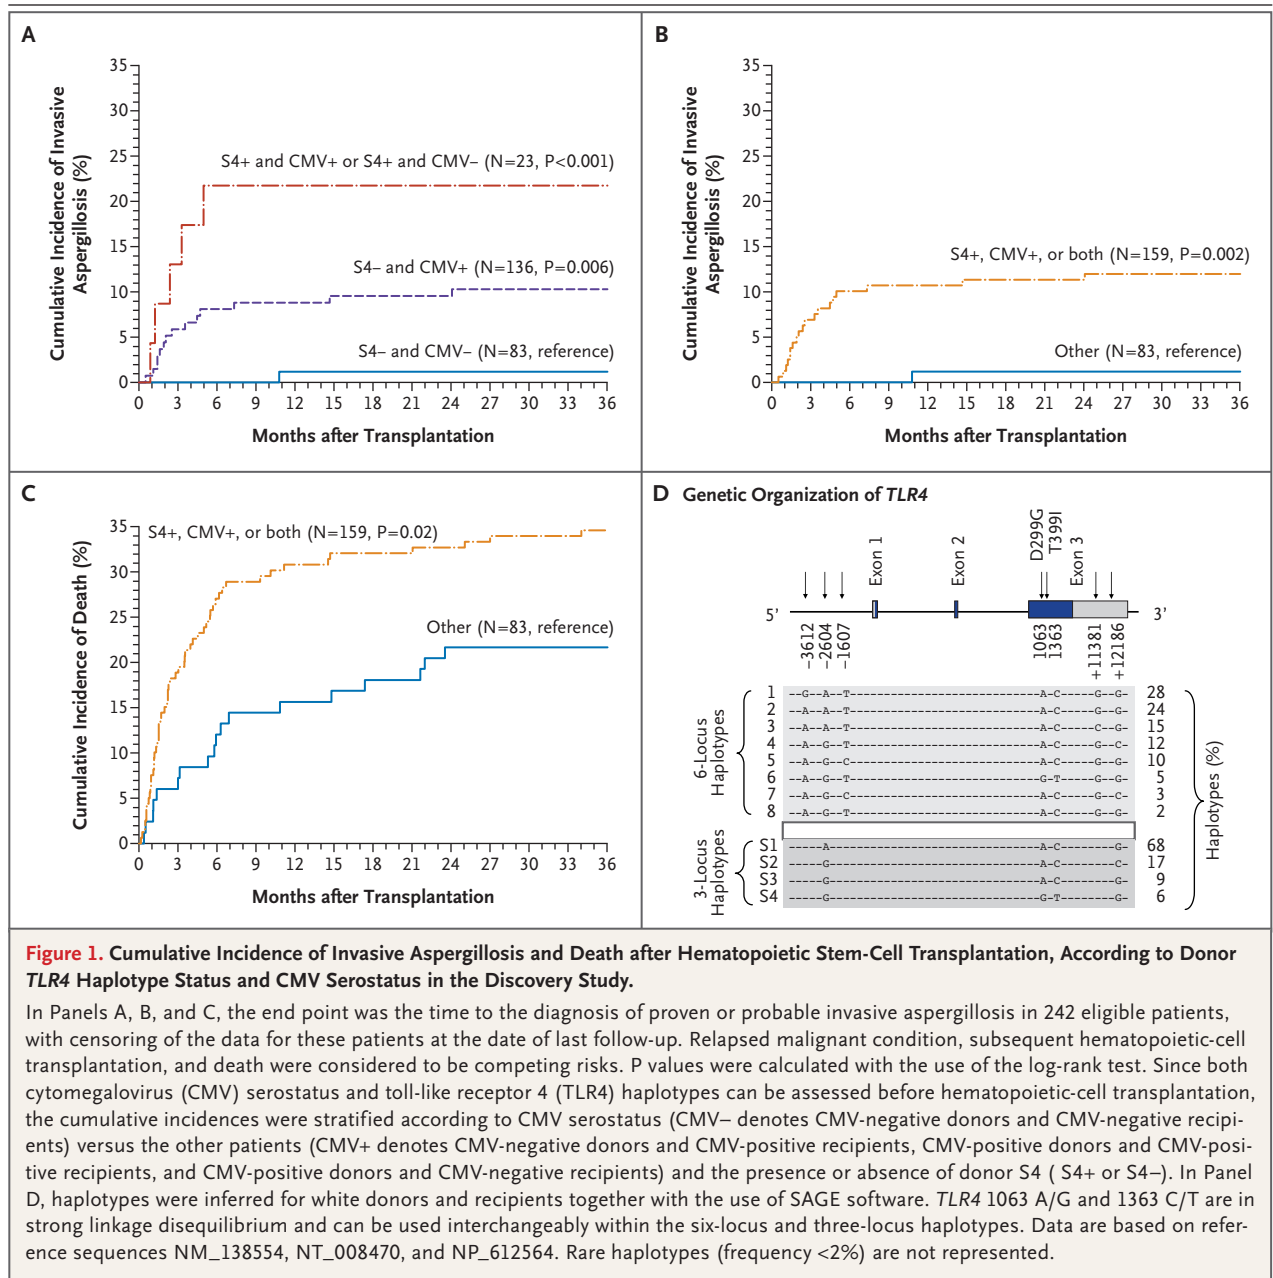 A
Cumulative Incidence of Invasive
Aspergillosis (%)
35
30
25
20
15
10
5
0
S4+ and CMV+ or S4+ and CMV– (N=23, P<0.001)
S4– and CMV+ (N=136, P=0.006)
S4– and CMV– (N=83, reference)
0 3 6 9 12 15 18 21 24 27 30 33 36
Months after Transplantation
B
Cumulative Incidence of Invasive
Aspergillosis (%)
35
30
25
20
15
10
5
0
S4+, CMV+, or both (N=159, P=0.002)
Other (N=83, reference)
0 3 6 9 12 15 18 21 24 27 30 33 36
Months after Transplantation
C
Cumulative Incidence of Death (%)
35
30
25
20
15
10
5
0
S4+, CMV+, or both (N=159, P=0.02)
Other (N=83, reference)
0 3 6 9 12 15 18 21 24 27 30 33 36
Months after Transplantation
D Genetic Organization of TLR4
Exon 1
Exon 2
D299G
T399I
Exon 3
5’
3’
–3612
–2604
–1607
1063
1363
+11381
+12186
6-Locus
Haplotypes
1 --G--A--T------------------------------A-C------G--G- 28
2 --A--A--T------------------------------A-C------G--G- 24
3 --A--A--T------------------------------A-C------C--G- 15
4 --A--G--T------------------------------A-C------G--C- 12
5 --A--G--C------------------------------A-C------G--G- 10
6 --A--G--T------------------------------G-T------G--G- 5
7 --A--G--C------------------------------A-C------G--C- 3
8 --A--G--T------------------------------A-C------G--G- 2
3-Locus
Haplotypes
S1 ------A------------------------------A-C---------G- 68
S2 ------G------------------------------A-C---------C- 17
S3 ------G------------------------------A-C---------G- 9
S4 ------G------------------------------G-T---------G- 6
Haplotypes (%)
Figure 1. Cumulative Incidence of Invasive Aspergillosis and Death after Hematopoietic Stem-Cell Transplantation, According to Donor
TLR4 Haplotype Status and CMV Serostatus in the Discovery Study.
In Panels A, B, and C, the end point was the time to the diagnosis of proven or probable invasive aspergillosis in 242 eligible patients,
with censoring of the data for these patients at the date of last follow-up. Relapsed malignant condition, subsequent hematopoietic-cell
transplantation, and death were considered to be competing risks. P values were calculated with the use of the log-rank test. Since both
cytomegalovirus (CMV) serostatus and toll-like receptor 4 (TLR4) haplotypes can be assessed before hematopoietic-cell transplantation,
the cumulative incidences were stratified according to CMV serostatus (CMV– denotes CMV-negative donors and CMV-negative recipi-
ents) versus the other patients (CMV+ denotes CMV-negative donors and CMV-positive recipients, CMV-positive donors and CMV-posi-
tive recipients, and CMV-positive donors and CMV-negative recipients) and the presence or absence of donor S4 ( S4+ or S4–). In Panel
D, haplotypes were inferred for white donors and recipients together with the use of SAGE software. TLR4 1063 A/G and 1363 C/T are in
strong linkage disequilibrium and can be used interchangeably within the six-locus and three-locus haplotypes. Data are based on refer-
ence sequences NM_138554, NT_008470, and NP_612564. Rare haplotypes (frequency <2%) are not represented.